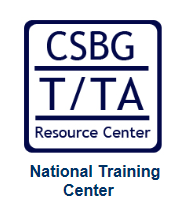 CSBG
T/TA
Resource Center
National Training
Center